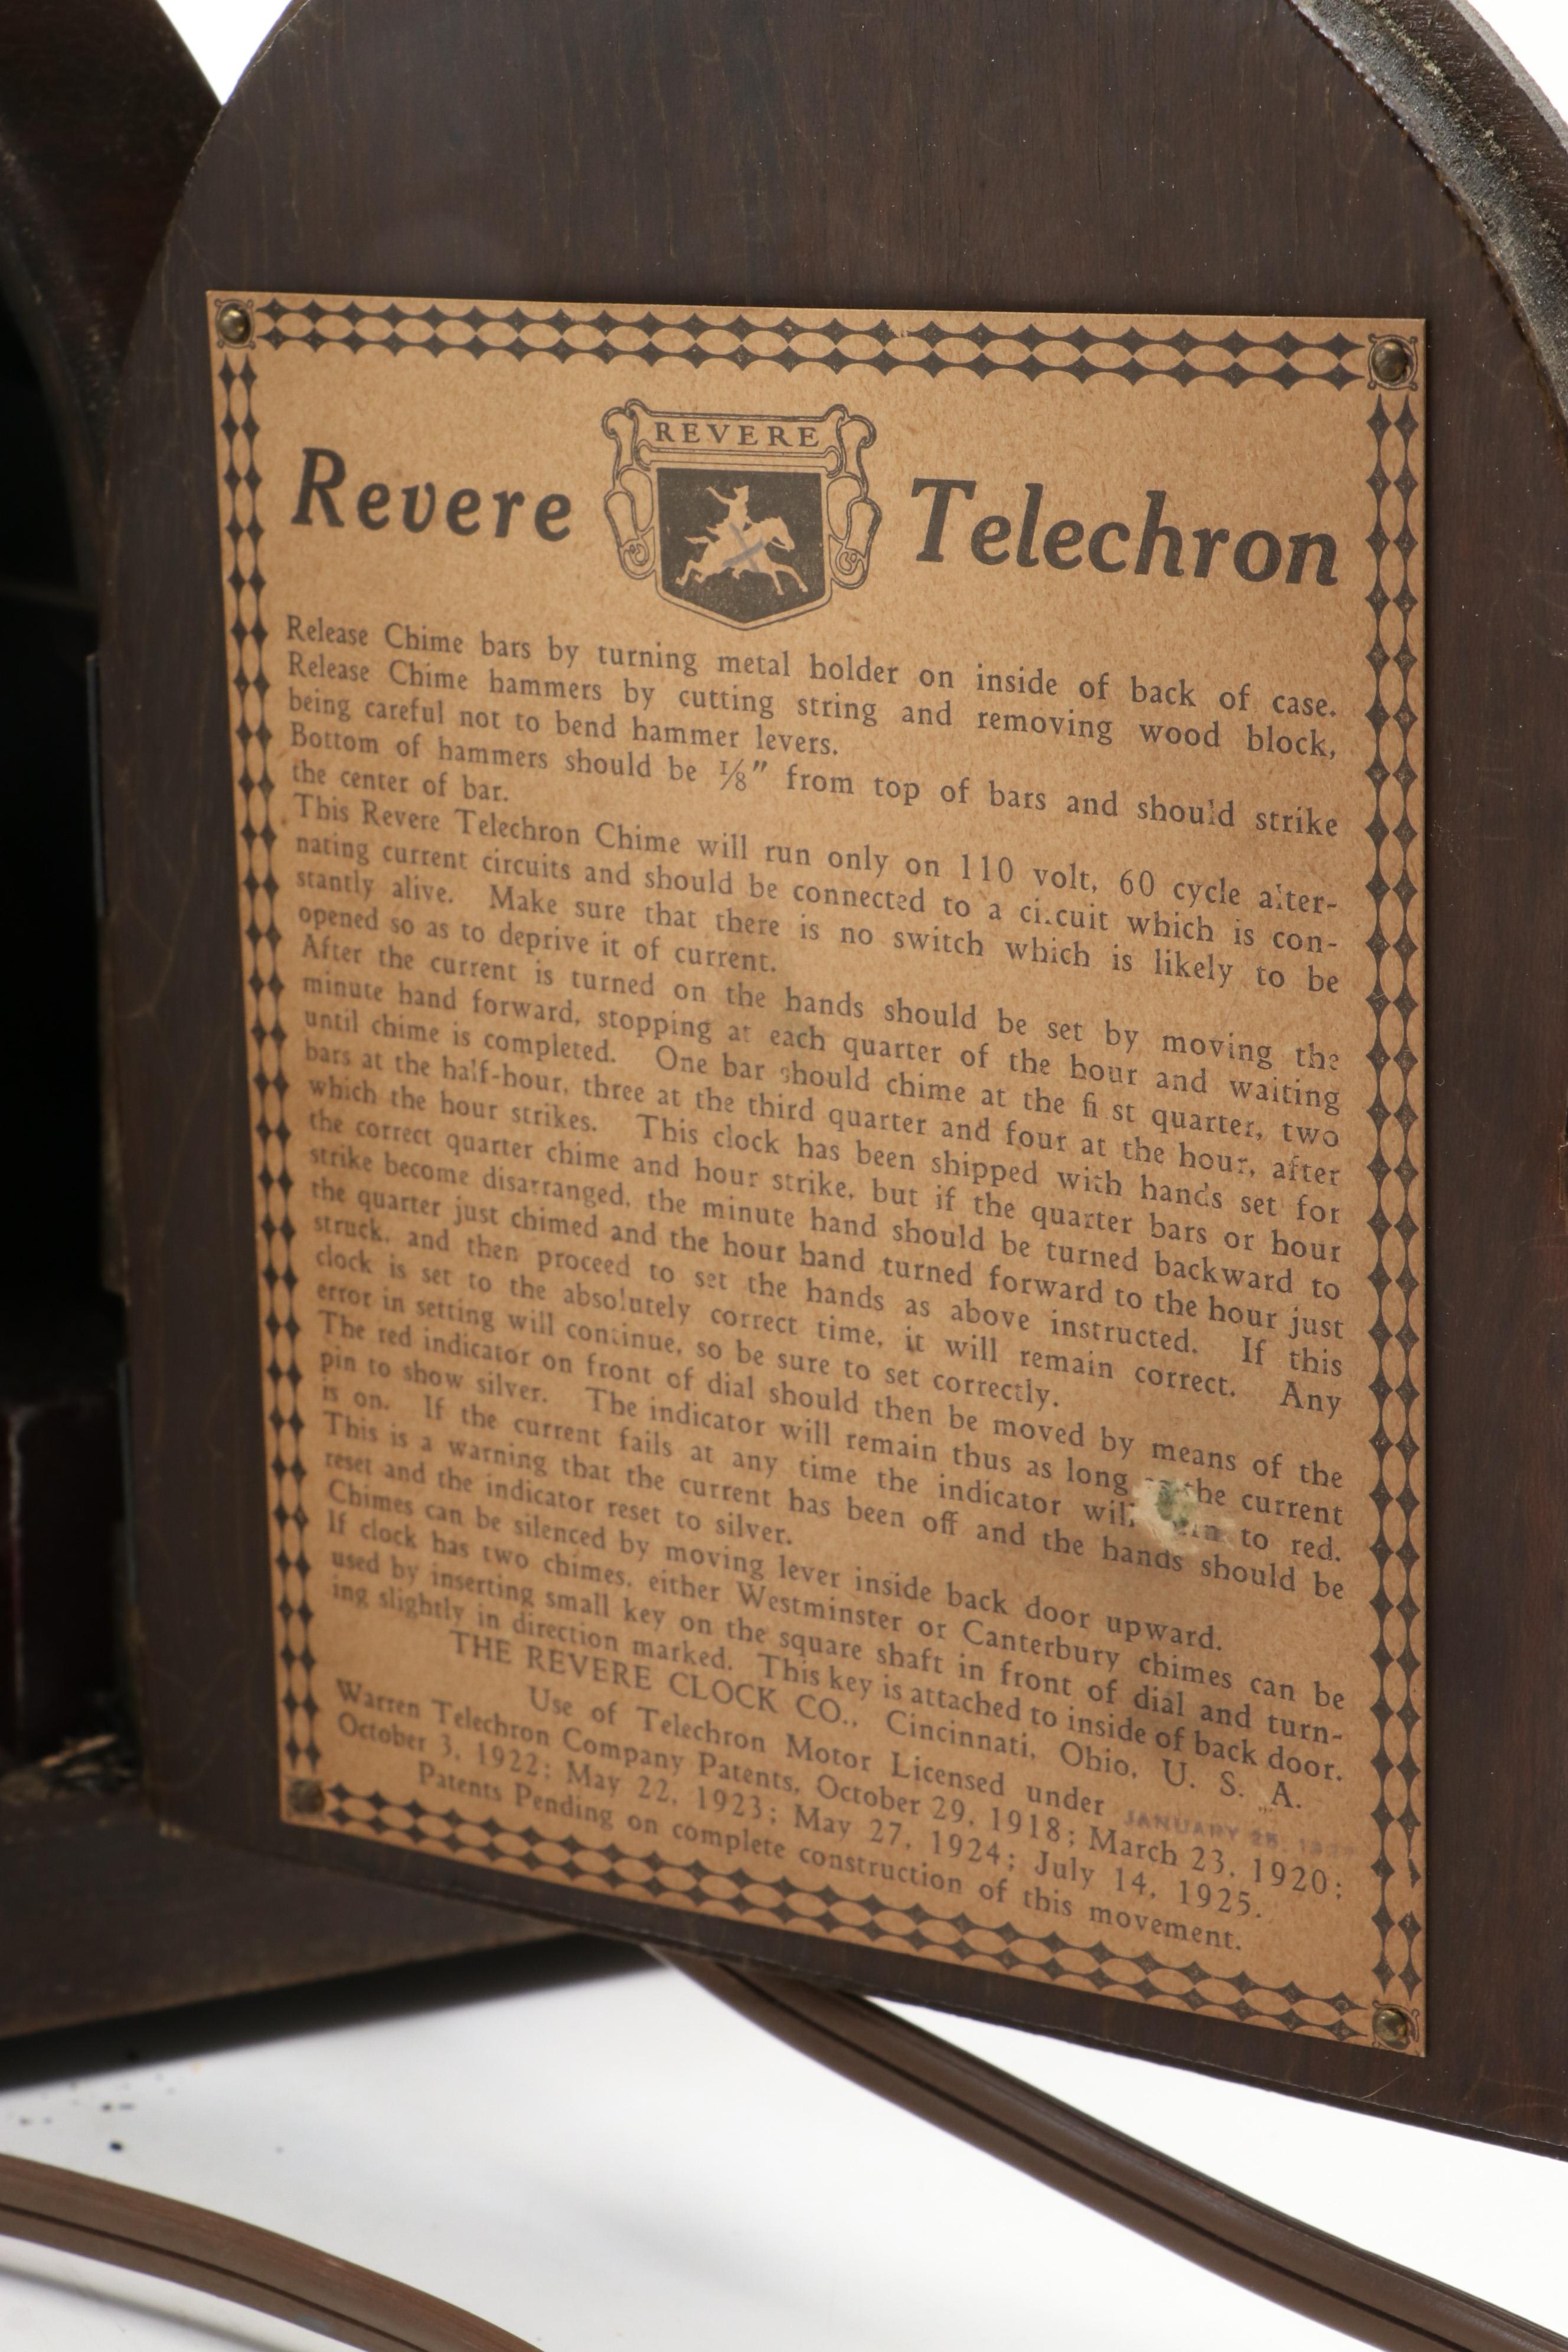 REVERE
Revere Telechron
Release Chime bars by turning metal holder on inside of back of case.
Release Chime hammers by cutting string and removing wood block,
being careful not to bend hammer levers.
Bottom of hammers should be ⅛" from top of bars and should strike
the center of bar.
This Revere Telechron Chime will run only on 110 volt, 60 cycle alter-
nating current circuits and should be connected to a circuit which is con-
stantly alive. Make sure that there is no switch which is likely to be
opened so as to deprive it of current.
After the current is turned on the hands should be set by moving the
minute hand forward, stopping at each quarter of the hour and waiting
until chime is completed. One bar should chime at the first quarter, two
bars at the half-hour, three at the third quarter and four at the hour, after
which the hour strikes. This clock has been shipped with hands set for
the correct quarter chime and hour strike, but if the quarter bars or hour
strike become disarranged, the minute hand should be turned backward to
the quarter just chimed and the hour hand turned forward to the hour just
struck, and then proceed to set the hands as above instructed. If this
clock is set to the absolutely correct time, it will remain correct. Any
error in setting will continue, so be sure to set correctly.
The red indicator on front of dial should then be moved by means of the
pin to show silver. The indicator will remain thus as long the current
is on. If the current fails at any time the indicator will to red.
This is a warning that the current has been off and the hands should be
reset and the indicator reset to silver.
Chimes can be silenced by moving lever inside back door upward.
If clock has two chimes, either Westminster or Canterbury chimes can be
used by inserting small key on the square shaft in front of dial and turn-
ing slightly in direction marked. This key is attached to inside of back door.
THE REVERE CLOCK CO., Cincinnati, Ohio, U. S. A.
Use of Telechron Motor Licensed under
JANUARY
Warren Telechron Company Patents, October 29, 1918; March 23, 1920;
October 3, 1922; May 22, 1923; May 27, 1924; July 14, 1925.
Patents Pending on complete construction of this movement.